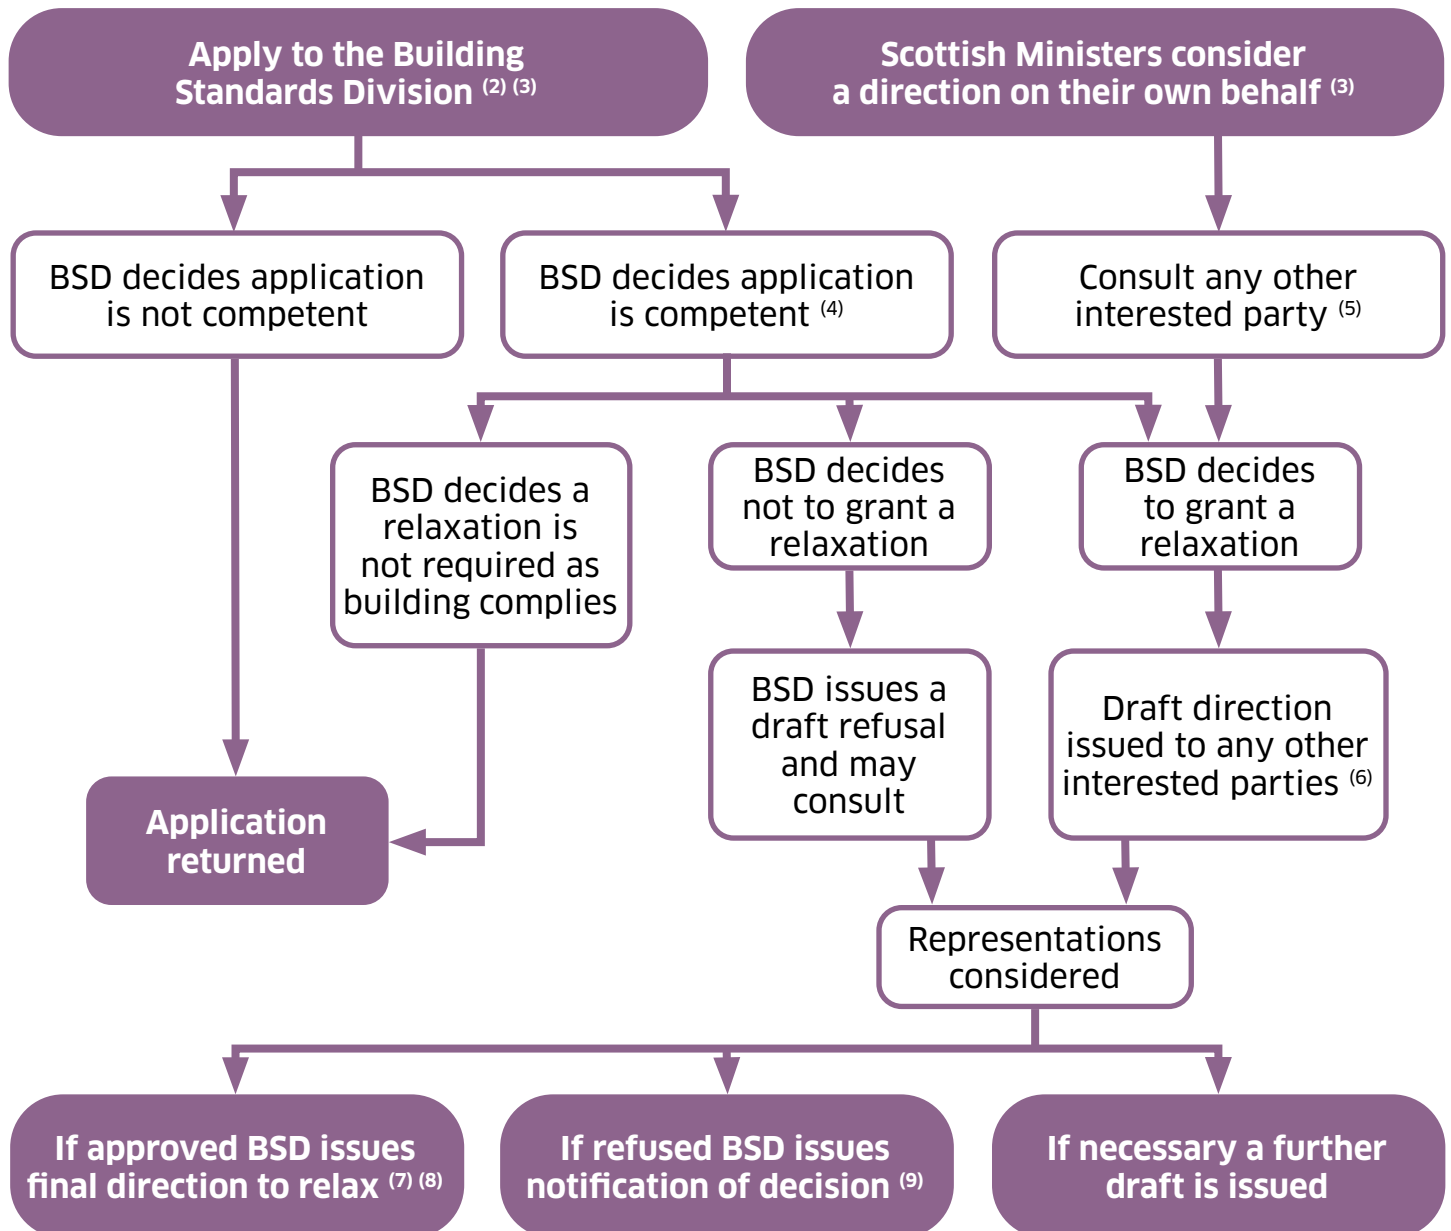 Apply to the Building
Standards Division (2) (3)
Scottish Ministers consider
a direction on their own behalf (3)
BSD decides application
is not competent
BSD decides application
is competent (4)
Consult any other
interested party (5)
BSD decides a
relaxation is
not required as
building complies
BSD decides
not to grant a
relaxation
BSD decides
to grant a
relaxation
BSD issues a
draft refusal
and may
consult
Draft direction
issued to any other
interested parties (6)
Application
returned
Representations
considered
If approved BSD issues
final direction to relax (7) (8)
If refused BSD issues
notification of decision (9)
If necessary a further
draft is issued